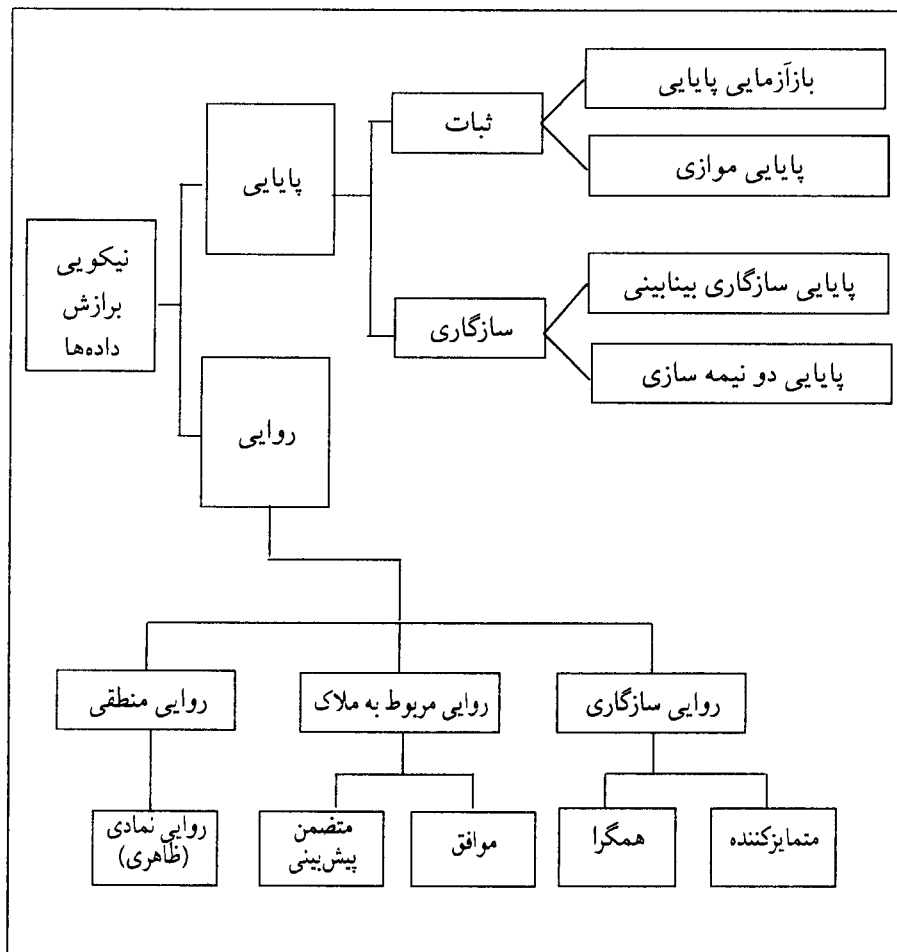 بازآزمایی پایایی
ثبات
پایایی موازی
پایایی
نیکویی
برازش
داده‌ها
پایایی سازگاری بینابینی
سازگاری
پایایی دو نیمه سازی
روایی
روایی سازگاری
روایی مربوط به ملاک
روایی منطقی
متمایزکننده
همگرا
موافق
متضمن
پیش‌بینی
روایی نمادی
(ظاهری)